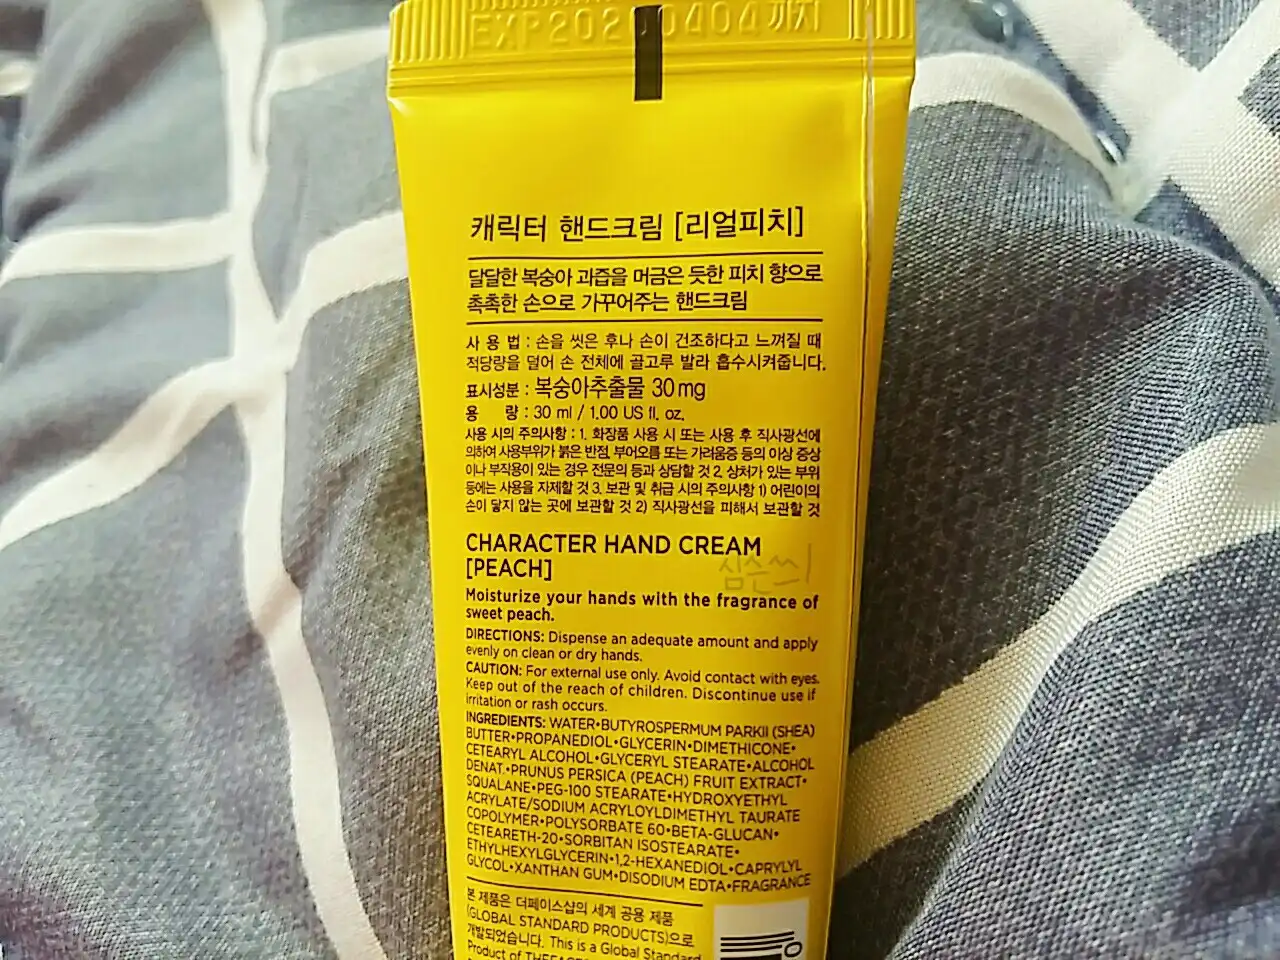 EXP20200404까지
캐릭터 핸드크림 [리얼피치]
달달한 복숭아 과즙을 머금은 듯한 피치 향으로
촉촉한 손으로 가꾸어주는 핸드크림
사 용 법 : 손을 씻은 후나 손이 건조하다고 느껴질 때
적당량을 덜어 손 전체에 골고루 발라 흡수시켜줍니다.
표시성분 : 복숭아추출물 30 mg
용 량 : 30 ml / 1.00 US fl. oz.
사용 시의 주의사항 : 1. 화장품 사용 시 또는 사용 후 직사광선에
의하여 사용부위가 붉은 반점, 부어오름 또는 가려움증 등의 이상 증상
이나 부작용이 있는 경우 전문의 등과 상담할 것 2. 상처가 있는 부위
등에는 사용을 자제할 것 3. 보관 및 취급 시의 주의사항 1) 어린이의
손이 닿지 않는 곳에 보관할 것 2) 직사광선을 피해서 보관할 것
CHARACTER HAND CREAM
[PEACH]
심슨쓰
Moisturize your hands with the fragrance of
sweet peach.
DIRECTIONS: Dispense an adequate amount and apply
evenly on clean or dry hands.
CAUTION: For external use only. Avoid contact with eyes.
Keep out of the reach of children. Discontinue use if
irritation or rash occurs.
INGREDIENTS: WATER•BUTYROSPERMUM PARKII (SHEA)
BUTTER•PROPANEDIOL•GLYCERIN•DIMETHICONE•
CETEARYL ALCOHOL•GLYCERYL STEARATE•ALCOHOL
DENAT.•PRUNUS PERSICA (PEACH) FRUIT EXTRACT•
SQUALANE•PEG-100 STEARATE•HYDROXYETHYL
ACRYLATE/SODIUM ACRYLOYLDIMETHYL TAURATE
COPOLYMER•POLYSORBATE 60•BETA-GLUCAN•
CETEARETH-20•SORBITAN ISOSTEARATE•
ETHYLHEXYLGLYCERIN•1,2-HEXANEDIOL•CAPRYLYL
GLYCOL•XANTHAN GUM•DISODIUM EDTA•FRAGRANCE
본 제품은 더페이스샵의 세계 공용 제품
(GLOBAL STANDARD PRODUCTS)으로
개발되었습니다. This is a Global Standard
Product of THEFACE